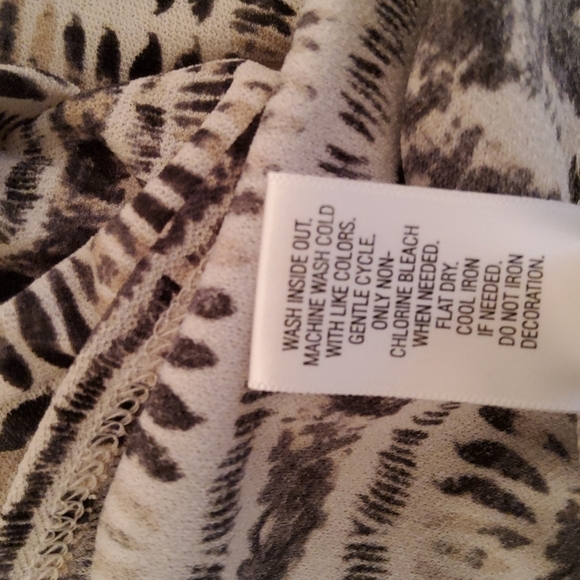 WASH INSIDE OUT.
MACHINE WASH COLD
WITH LIKE COLORS.
GENTLE CYCLE.
ONLY NON-
CHLORINE BLEACH
WHEN NEEDED.
FLAT DRY.
COOL IRON
IF NEEDED.
DO NOT IRON
DECORATION.